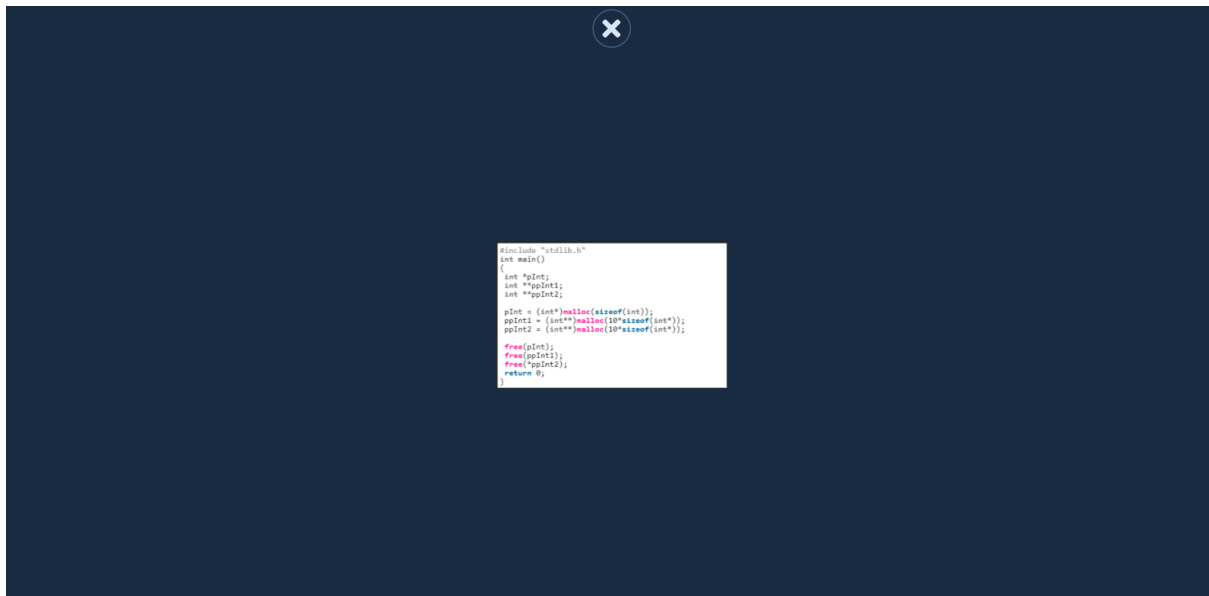 #include "stdlib.h"
int main()
{
int *pInt;
int **ppInt1;
int **ppInt2;
pInt = (int*)malloc(sizeof(int));
ppInt1 = (int**)malloc(10*sizeof(int*));
ppInt2 = (int**)malloc(10*sizeof(int*));
free(pInt);
free(ppInt1);
free(*ppInt2);
return 0;
}